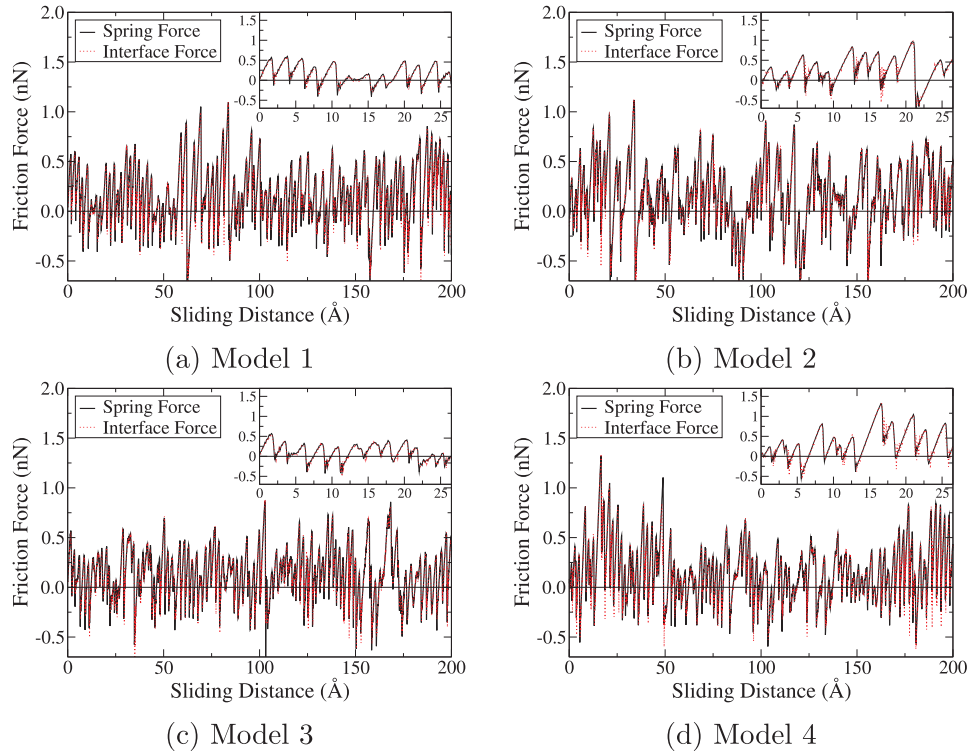 Spring Force
Interface Force
1.5
1
0.5
0
-0.5
0 5 10 15 20 25
2.0
1.5
1.0
0.5
0.0
-0.5
Friction Force (nN)
0 50 100 150 200
Sliding Distance (Å)
(a) Model 1
Spring Force
Interface Force
1.5
1
0.5
0
-0.5
0 5 10 15 20 25
2.0
1.5
1.0
0.5
0.0
-0.5
Friction Force (nN)
0 50 100 150 200
Sliding Distance (Å)
(b) Model 2
Spring Force
Interface Force
1.5
1
0.5
0
-0.5
0 5 10 15 20 25
2.0
1.5
1.0
0.5
0.0
-0.5
Friction Force (nN)
0 50 100 150 200
Sliding Distance (Å)
(c) Model 3
Spring Force
Interface Force
1.5
1
0.5
0
-0.5
0 5 10 15 20 25
2.0
1.5
1.0
0.5
0.0
-0.5
Friction Force (nN)
0 50 100 150 200
Sliding Distance (Å)
(d) Model 4